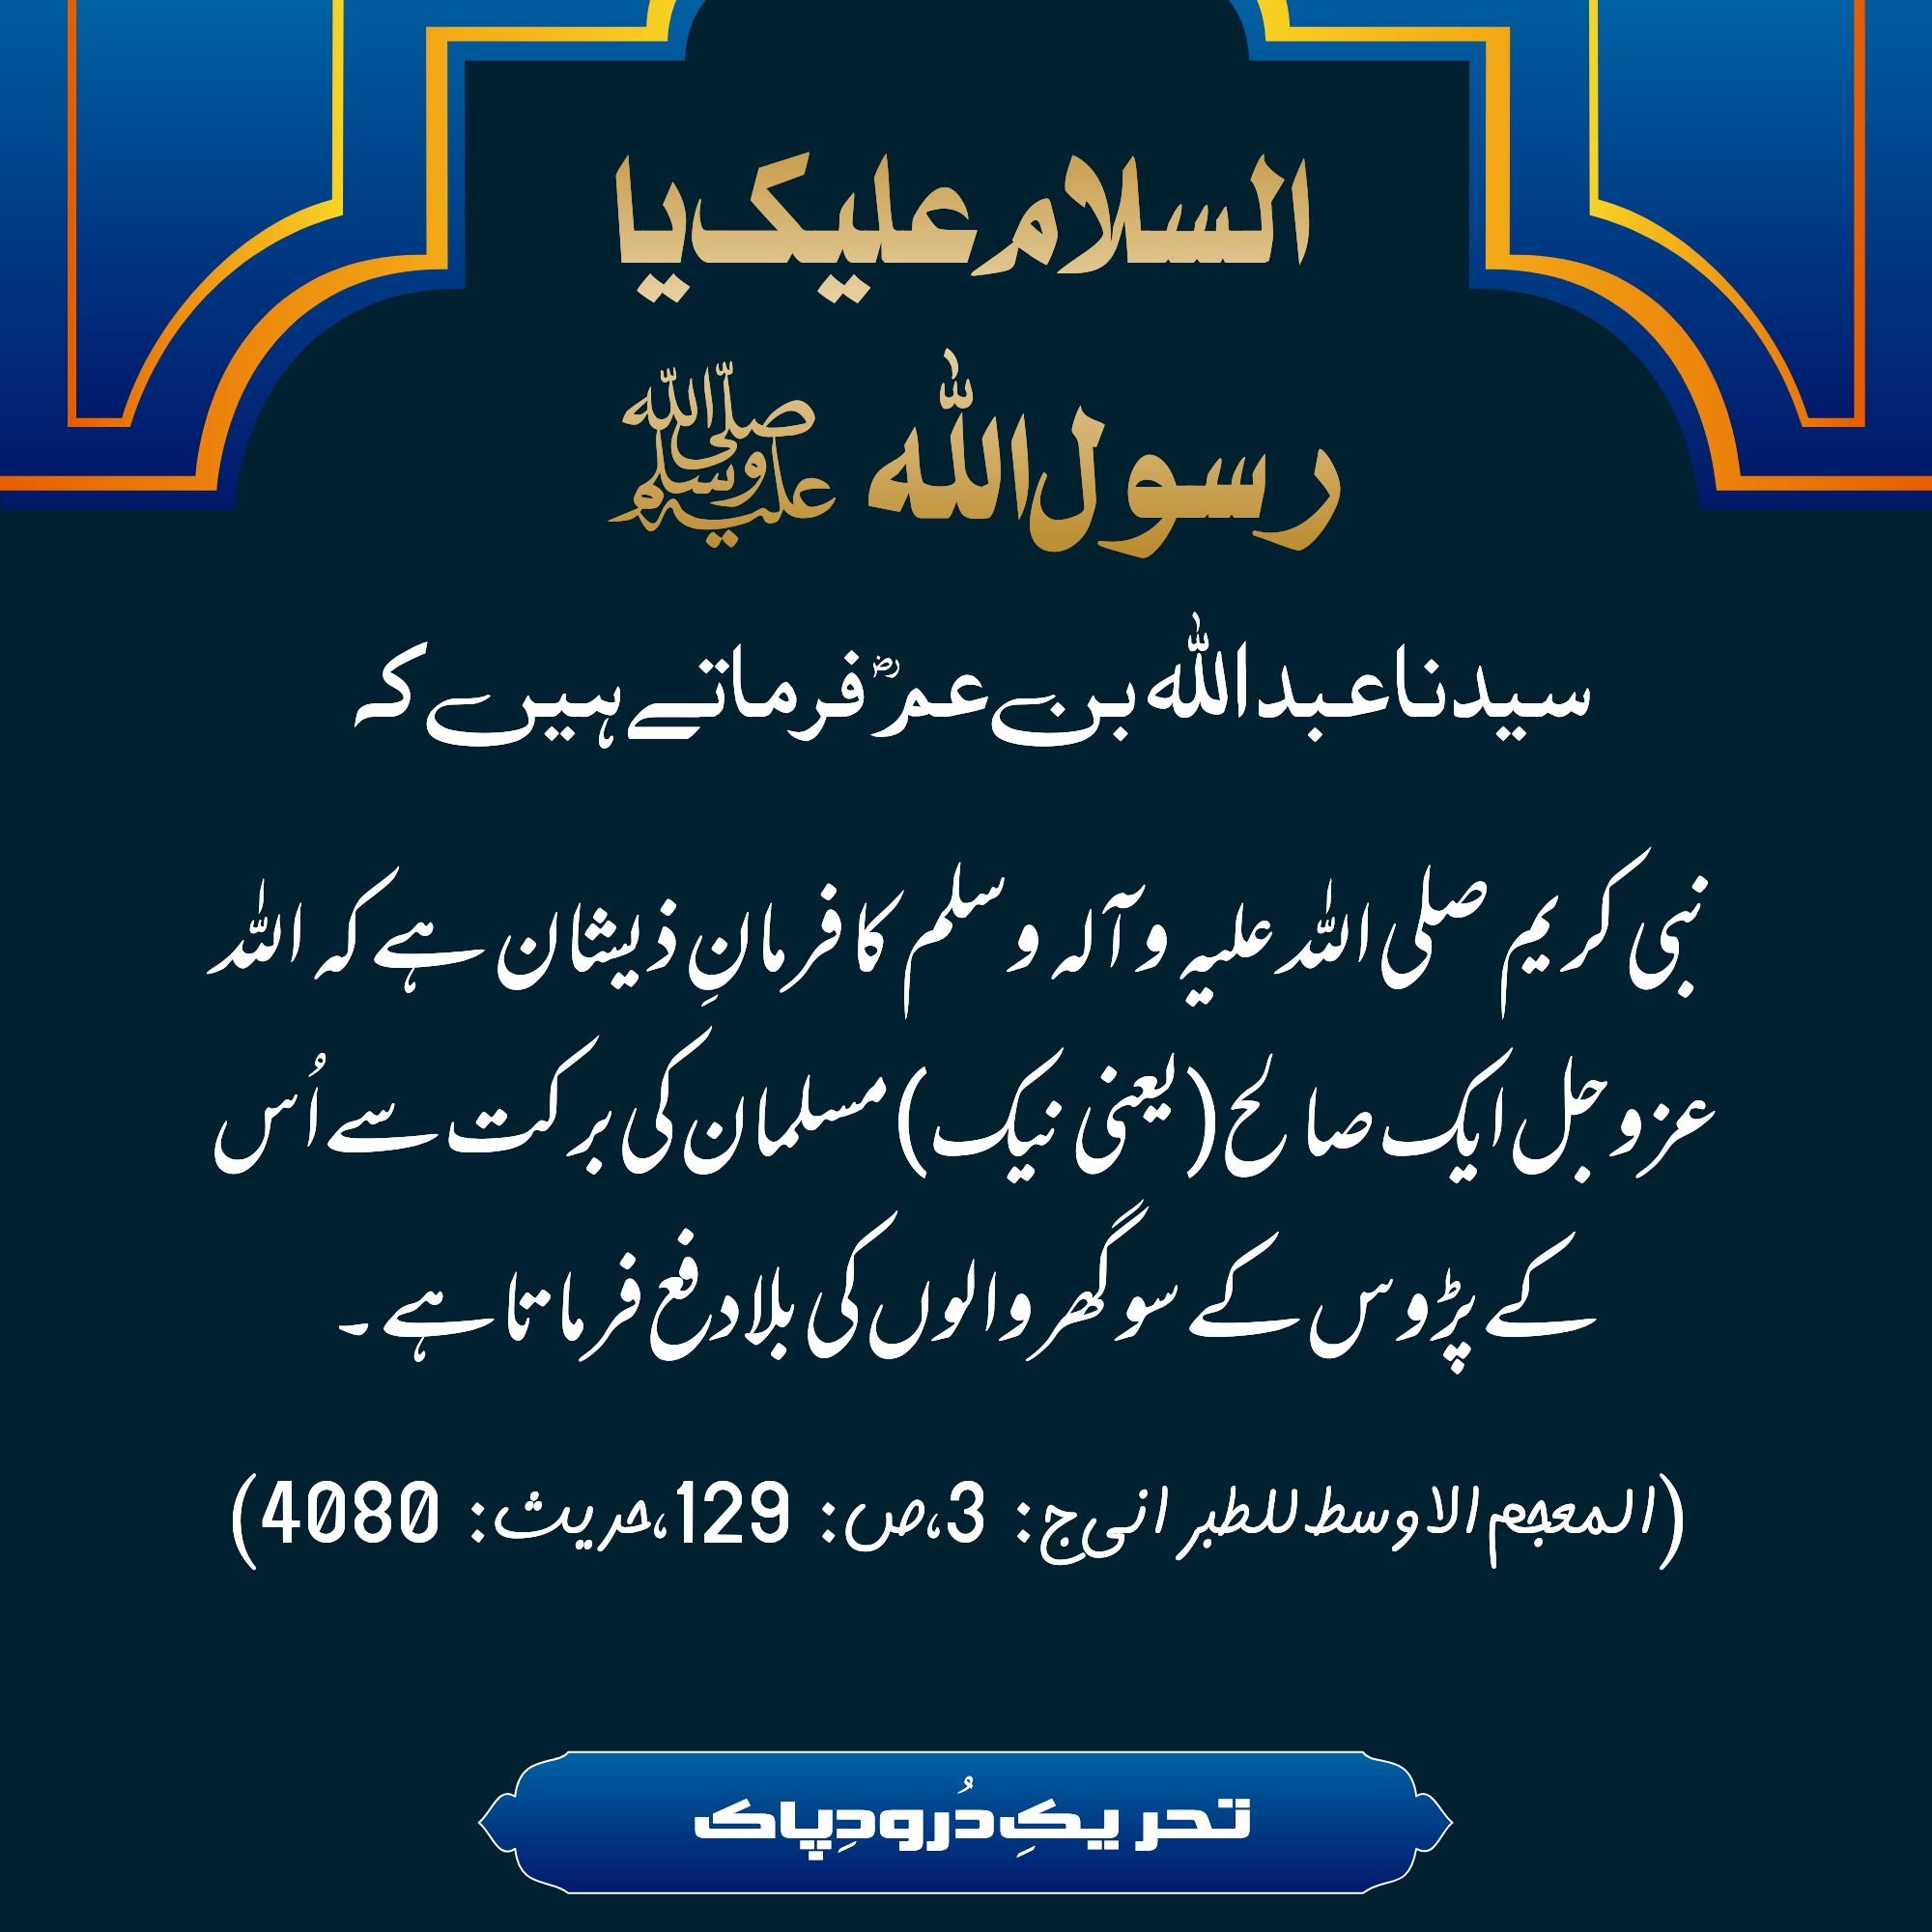 السلام علیک یا
رسول اللہ ﷺ
سیدنا عبد اللہ بن عمرؓ فرماتے ہیں کہ
نبی کریم صلی اللہ علیہ وآلہ وسلم کا فرمانِ ذیشان ہے کہ اللہ
عزوجل ایک صالح (یعنی نیک) مسلمان کی برکت سے اُس
کے پڑوس کے سو گھر والوں کی بلا دفع فرماتا ہے ۔
(المعجم الاوسط للطبرانی ج: 3، ص: 129، حدیث: 4080)
تحریکِ دُرودِ پاک